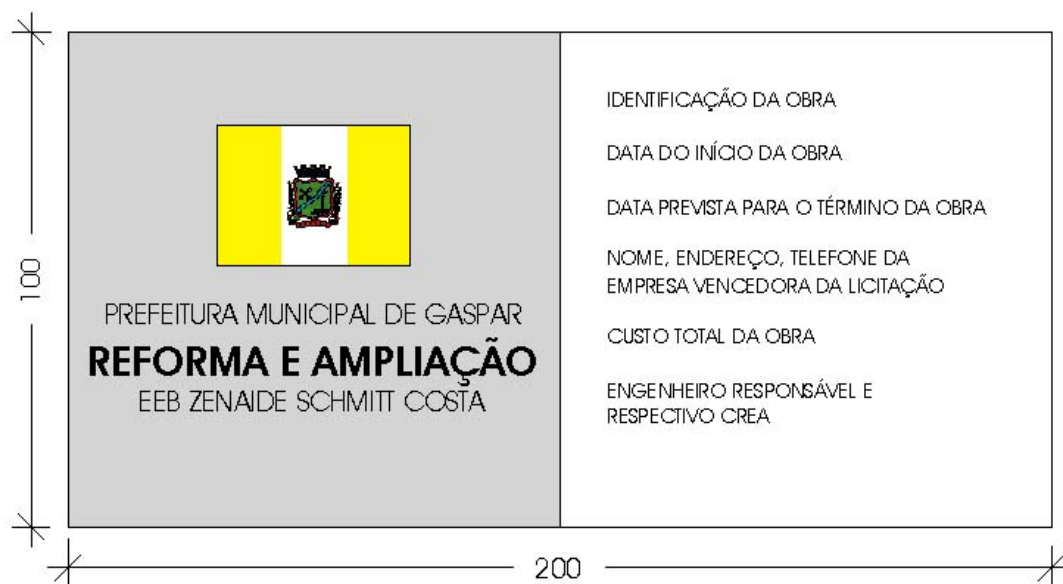 100
PREFEITURA MUNICIPAL DE GASPAR
REFORMA E AMPLIAÇÃO
EEB ZENAIDE SCHMITT COSTA
IDENTIFICAÇÃO DA OBRA
DATA DO INÍCIO DA OBRA
DATA PREVISTA PARA O TÉRMINO DA OBRA
NOME, ENDEREÇO, TELEFONE DA
EMPRESA VENCEDORA DA LICITAÇÃO
CUSTO TOTAL DA OBRA
ENGENHEIRO RESPONSÁVEL E
RESPECTIVO CREA
200